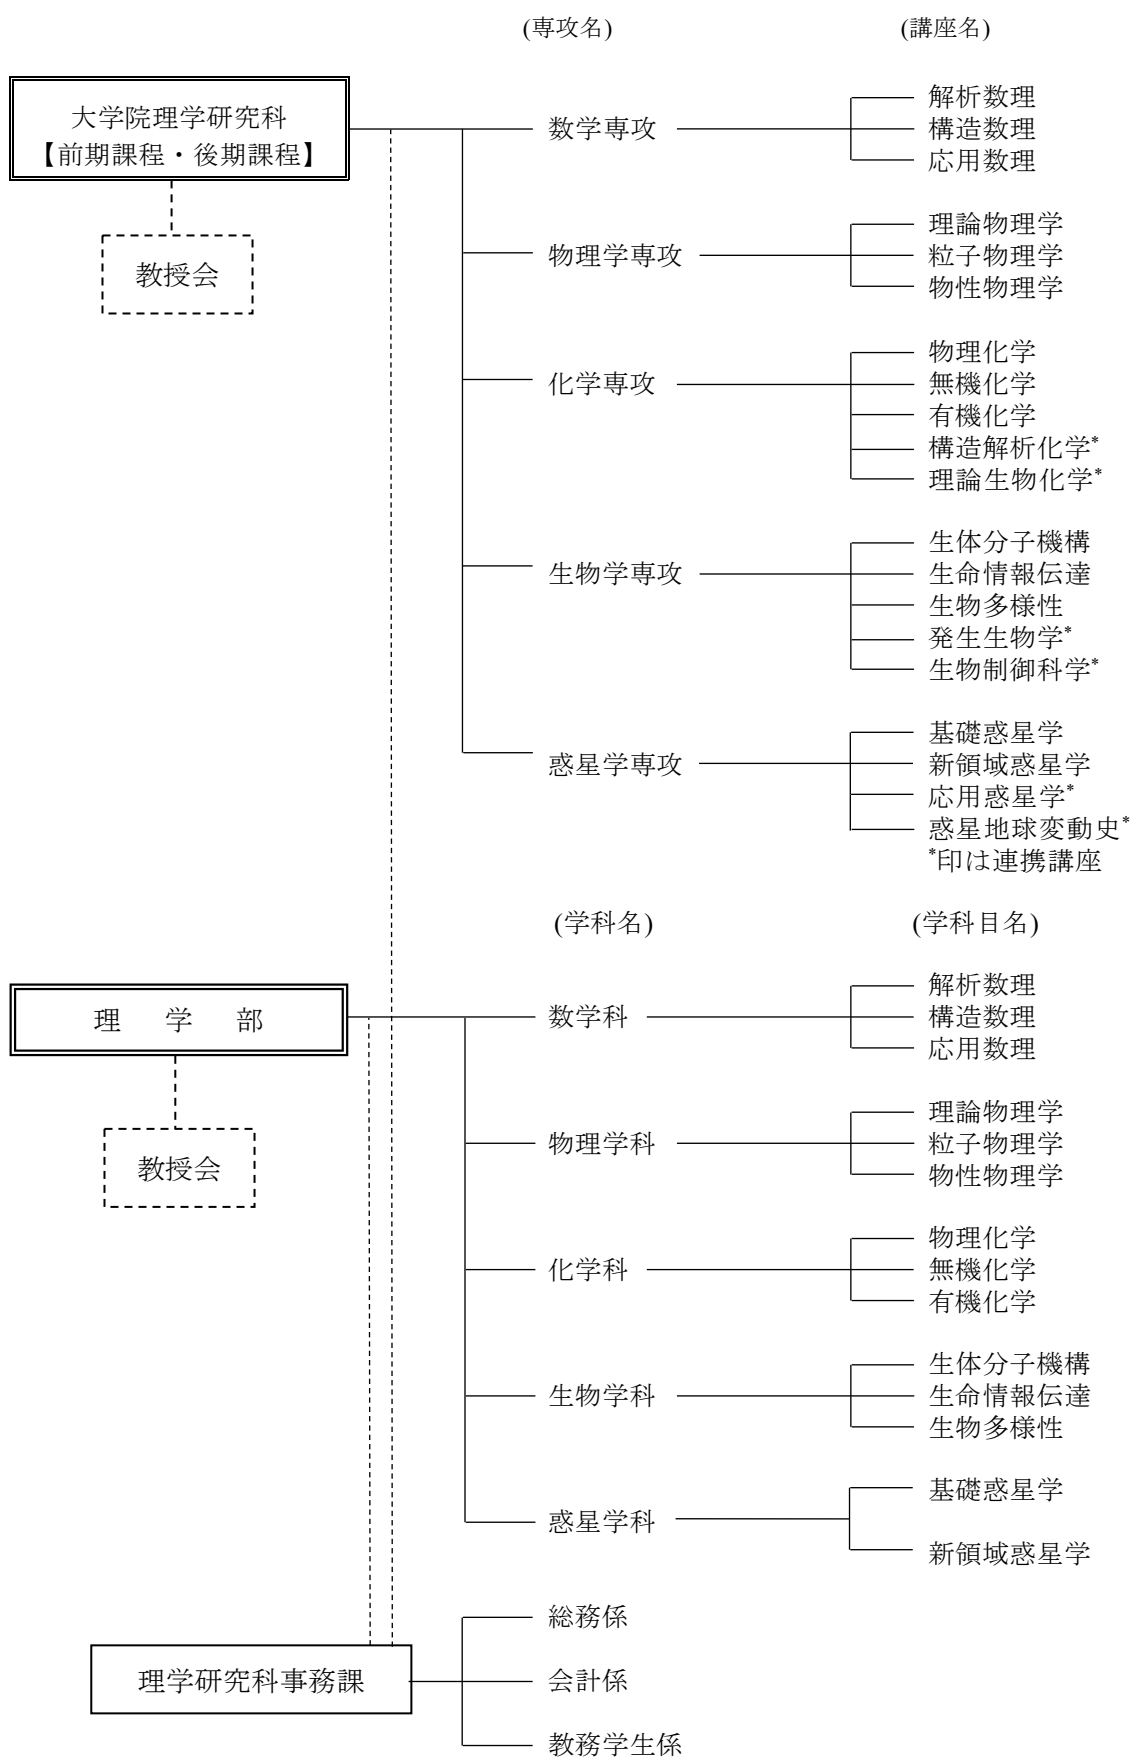 (専攻名)
(講座名)
大学院理学研究科
【前期課程・後期課程】
教授会
数学専攻
解析数理
構造数理
応用数理
物理学専攻
理論物理学
粒子物理学
物性物理学
化学専攻
物理化学
無機化学
有機化学
構造解析化学*
理論生物化学*
生物学専攻
生体分子機構
生命情報伝達
生物多様性
発生生物学*
生物制御科学*
惑星学専攻
基礎惑星学
新領域惑星学
応用惑星学*
惑星地球変動史*
*印は連携講座
(学科名)
(学科目名)
理 学 部
教授会
数学科
解析数理
構造数理
応用数理
物理学科
理論物理学
粒子物理学
物性物理学
化学科
物理化学
無機化学
有機化学
生物学科
生体分子機構
生命情報伝達
生物多様性
惑星学科
基礎惑星学
新領域惑星学
理学研究科事務課
総務係
会計係
教務学生係